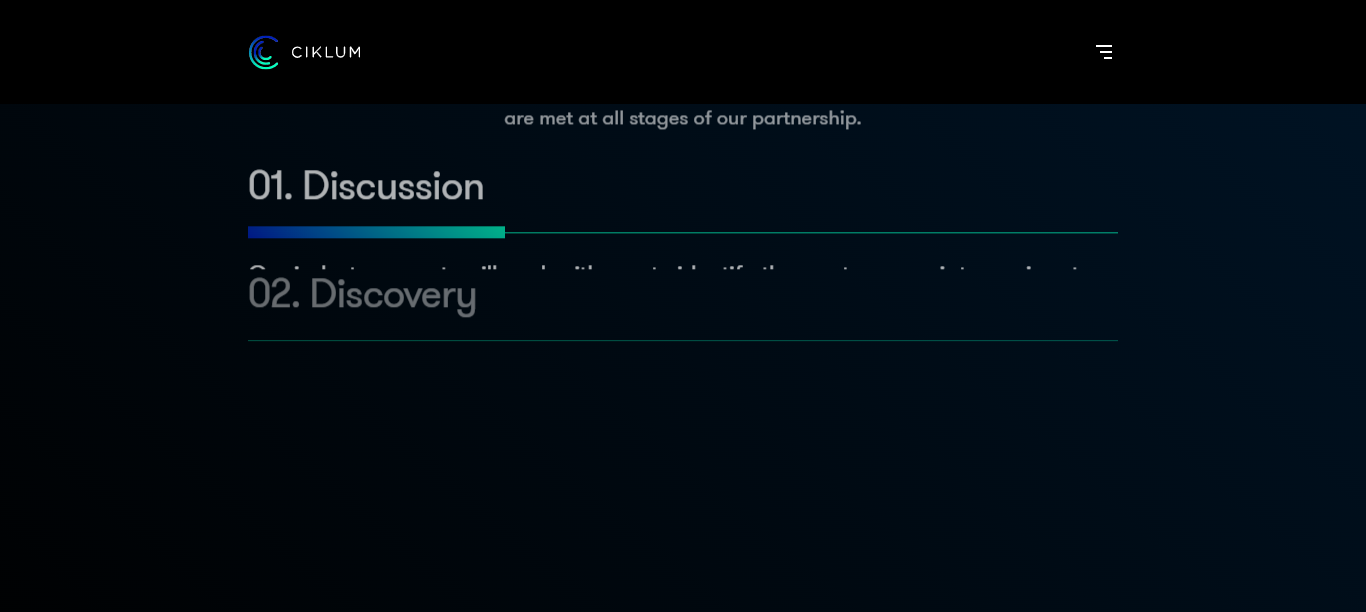 CIKLUM
are met at all stages of our partnership.
01. Discussion
02. Discovery